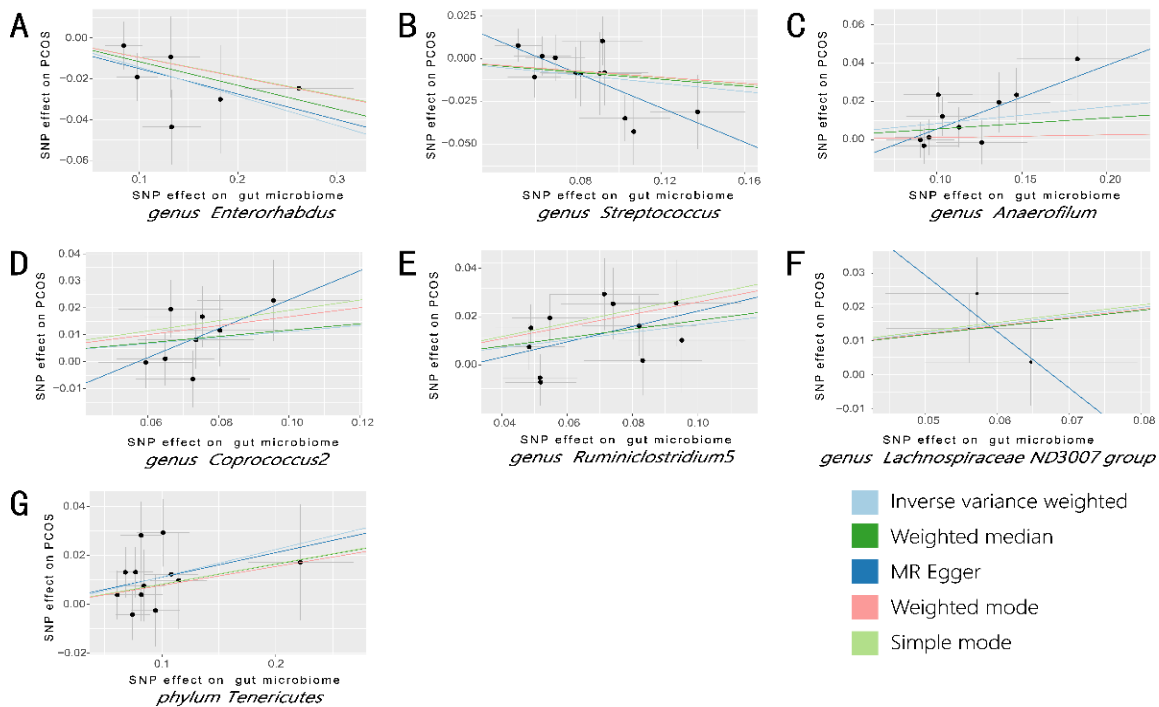 A
SNP effect on PCOS
0.00
−0.02
−0.04
−0.06
0.1
0.2
0.3
SNP effect on gut microbiome
genus Enterorhabdus
B
SNP effect on PCOS
0.025
0.000
−0.025
−0.050
0.08
0.12
0.16
SNP effect on gut microbiome
genus Streptococcus
C
SNP effect on PCOS
0.06
0.04
0.02
0.00
0.10
0.15
0.20
SNP effect on gut microbiome
genus Anaerofilum
D
SNP effect on PCOS
0.04
0.03
0.02
0.01
0.00
−0.01
0.06
0.08
0.10
0.12
SNP effect on gut microbiome
genus Coprococcus2
E
SNP effect on PCOS
0.04
0.02
0.00
0.04
0.06
0.08
0.10
SNP effect on gut microbiome
genus Ruminiclostridium5
F
SNP effect on PCOS
0.03
0.02
0.01
0.00
−0.01
0.05
0.06
0.07
0.08
SNP effect on gut microbiome
genus Lachnospiraceae ND3007 group
G
SNP effect on PCOS
0.04
0.02
0.00
−0.02
0.1
0.2
SNP effect on gut microbiome
phylum Tenericutes
Inverse variance weighted
Weighted median
MR Egger
Weighted mode
Simple mode